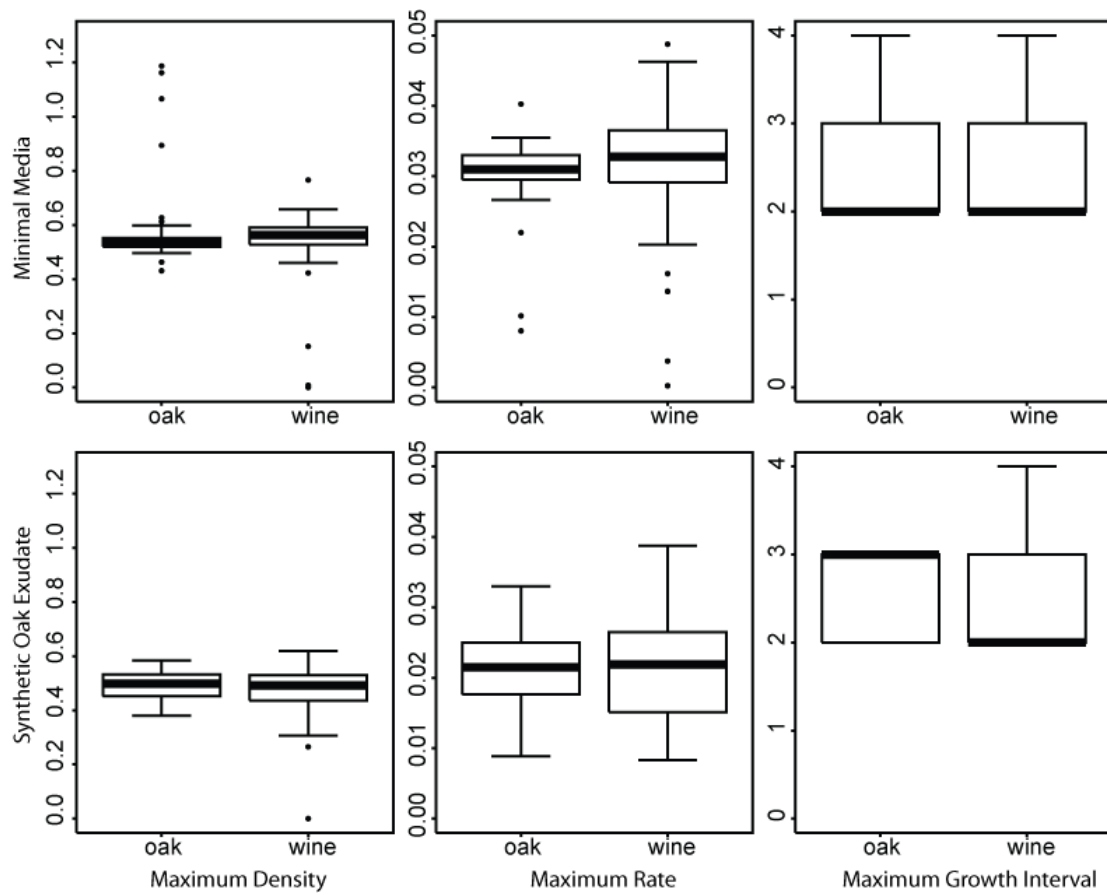 Minimal Media
0.0 0.2 0.4 0.6 0.8 1.0 1.2
oak wine
0.00 0.01 0.02 0.03 0.04 0.05
oak wine
0 1 2 3 4
oak wine
Synthetic Oak Exudate
0.0 0.2 0.4 0.6 0.8 1.0 1.2
oak wine
0.00 0.01 0.02 0.03 0.04 0.05
oak wine
0 1 2 3 4
oak wine
Maximum Density
Maximum Rate
Maximum Growth Interval